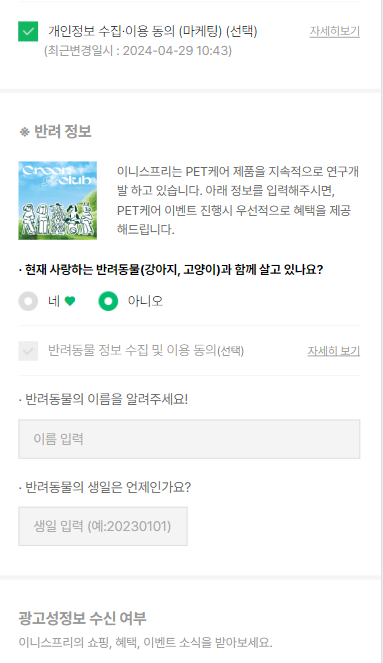 개인정보 수집·이용 동의 (마케팅) (선택) 자세히보기
(최근변경일시 : 2024-04-29 10:43)
※ 반려 정보
Green club
이니스프리는 PET케어 제품을 지속적으로 연구개
발 하고 있습니다. 아래 정보를 입력해주시면,
PET케어 이벤트 진행시 우선적으로 혜택을 제공
해드립니다.
· 현재 사랑하는 반려동물(강아지, 고양이)과 함께 살고 있나요?
네 💚 아니오
반려동물 정보 수집 및 이용 동의(선택) 자세히 보기
· 반려동물의 이름을 알려주세요!
이름 입력
· 반려동물의 생일은 언제인가요?
생일 입력 (예:20230101)
광고성정보 수신 여부
이니스프리의 쇼핑, 혜택, 이벤트 소식을 받아보세요.